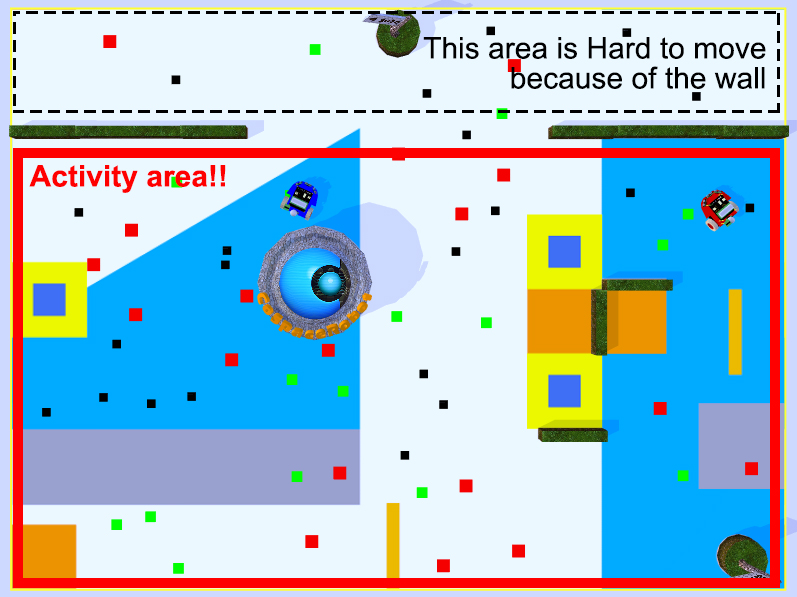 This area is Hard to move
because of the wall
Activity area!!